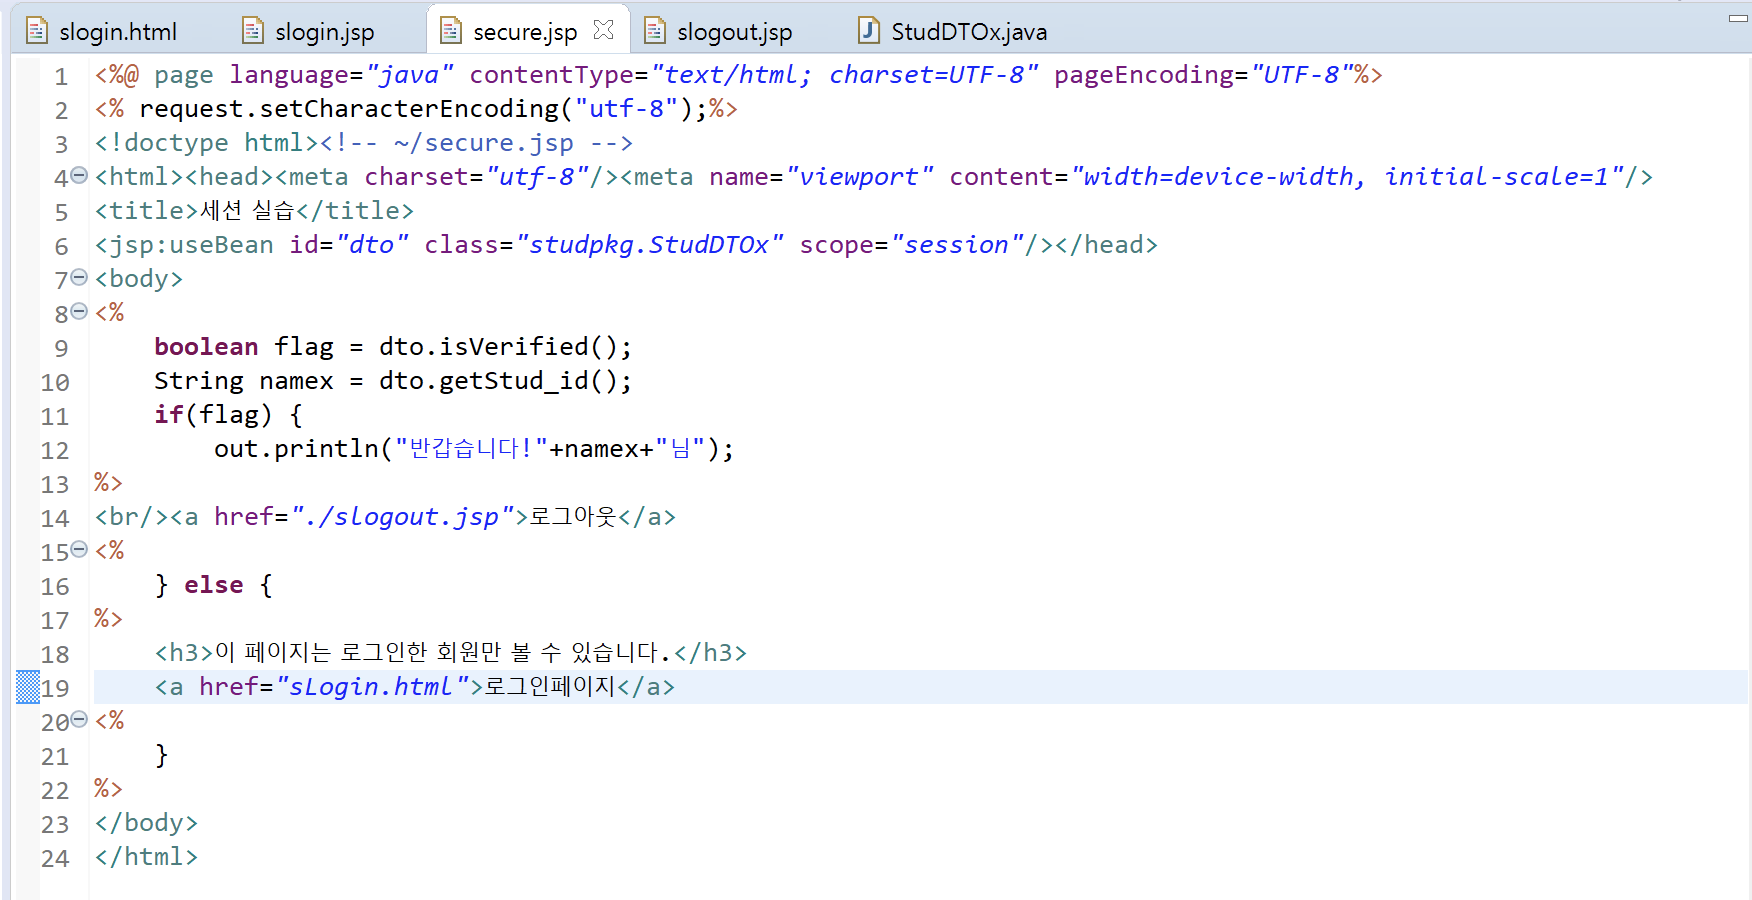 slogin.html slogin.jsp secure.jsp slogout.jsp StudDTOx.java
1 <%@ page language="java" contentType="text/html; charset=UTF-8" pageEncoding="UTF-8"%>
2 <% request.setCharacterEncoding("utf-8");%>
3 <!doctype html><!-- ~/secure.jsp -->
4 <html><head><meta charset="utf-8"/><meta name="viewport" content="width=device-width, initial-scale=1"/>
5 <title>세션 실습</title>
6 <jsp:useBean id="dto" class="studpkg.StudDTOx" scope="session"/></head>
7 <body>
8 <%
9     boolean flag = dto.isVerified();
10     String namex = dto.getStud_id();
11     if(flag) {
12         out.println("반갑습니다!"+namex+"님");
13 %>
14 <br/><a href="./slogout.jsp">로그아웃</a>
15 <%
16     } else {
17 %>
18     <h3>이 페이지는 로그인한 회원만 볼 수 있습니다.</h3>
19     <a href="sLogin.html">로그인페이지</a>
20 <%
21     }
22 %>
23 </body>
24 </html>